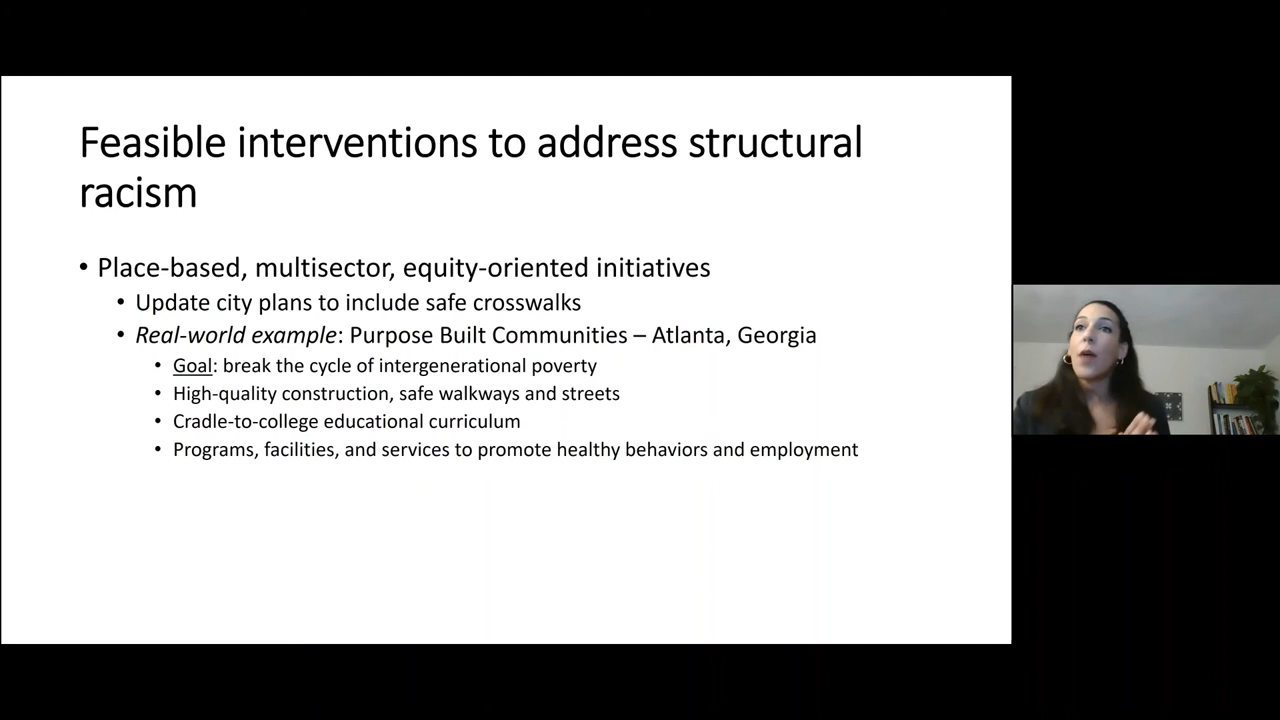 Feasible interventions to address structural
racism
• Place-based, multisector, equity-oriented initiatives
• Update city plans to include safe crosswalks
• Real-world example: Purpose Built Communities – Atlanta, Georgia
• Goal: break the cycle of intergenerational poverty
• High-quality construction, safe walkways and streets
• Cradle-to-college educational curriculum
• Programs, facilities, and services to promote healthy behaviors and employment